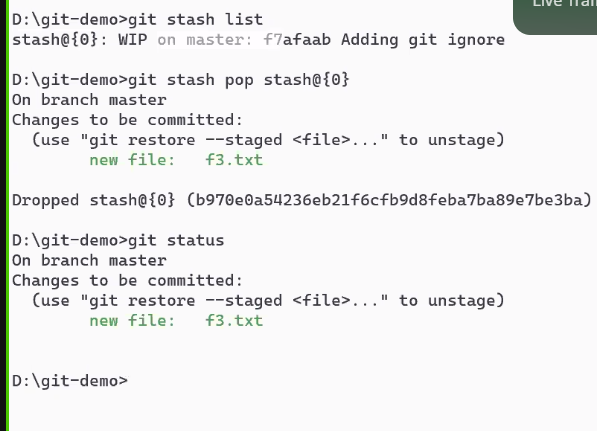 Live Tran
D:\git-demo>git stash list
stash@{0}: WIP on master: f7afaab Adding git ignore
D:\git-demo>git stash pop stash@{0}
On branch master
Changes to be committed:
  (use "git restore --staged <file>..." to unstage)
        new file:   f3.txt
Dropped stash@{0} (b970e0a54236eb21f6cfb9d8feba7ba89e7be3ba)
D:\git-demo>git status
On branch master
Changes to be committed:
  (use "git restore --staged <file>..." to unstage)
        new file:   f3.txt
D:\git-demo>